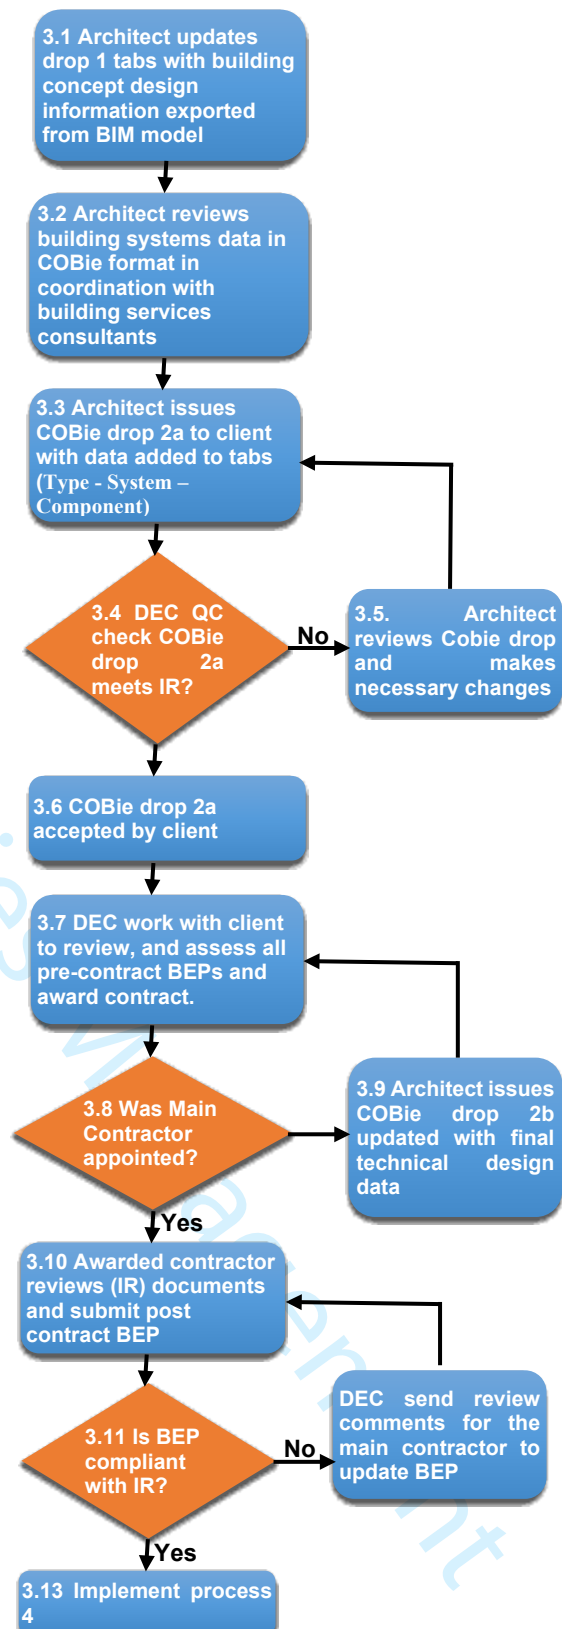 3.1 Architect updates
drop 1 tabs with building
concept design
information exported
from BIM model
3.2 Architect reviews
building systems data in
COBie format in
coordination with
building services
consultants
3.3 Architect issues
COBie drop 2a to client
with data added to tabs
(Type - System –
Component)
3.4 DEC QC
check COBie
drop 2a
meets IR?
No
3.5. Architect
reviews Cobie drop
and makes
necessary changes
3.6 COBie drop 2a
accepted by client
3.7 DEC work with client
to review, and assess all
pre-contract BEPs and
award contract.
3.8 Was Main
Contractor
appointed?
3.9 Architect issues
COBie drop 2b
updated with final
technical design
data
Yes
3.10 Awarded contractor
reviews (IR) documents
and submit post
contract BEP
3.11 Is BEP
compliant
with IR?
No
DEC send review
comments for the
main contractor to
update BEP
Yes
3.13 Implement process
4